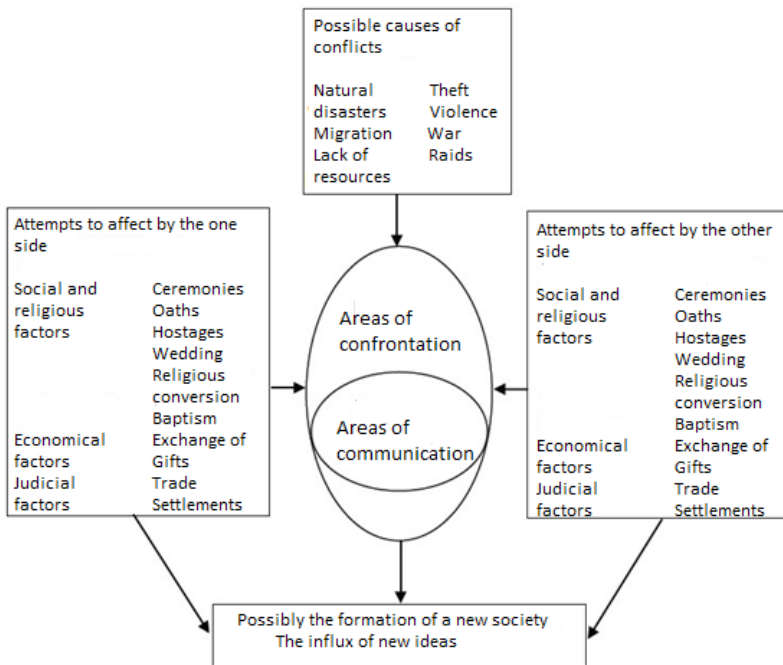 Possible causes of
conflicts
Natural Theft
disasters Violence
Migration War
Lack of Raids
resources
Attempts to affect by the one
side
Social and Ceremonies
religious Oaths
factors Hostages
Wedding
Religious
conversion
Baptism
Economical Exchange of
factors Gifts
Judicial Trade
factors Settlements
Areas of
confrontation
Areas of
communication
Attempts to affect by the other
side
Social and Ceremonies
religious Oaths
factors Hostages
Wedding
Religious
conversion
Baptism
Economical Exchange of
factors Gifts
Judicial Trade
factors Settlements
Possibly the formation of a new society
The influx of new ideas